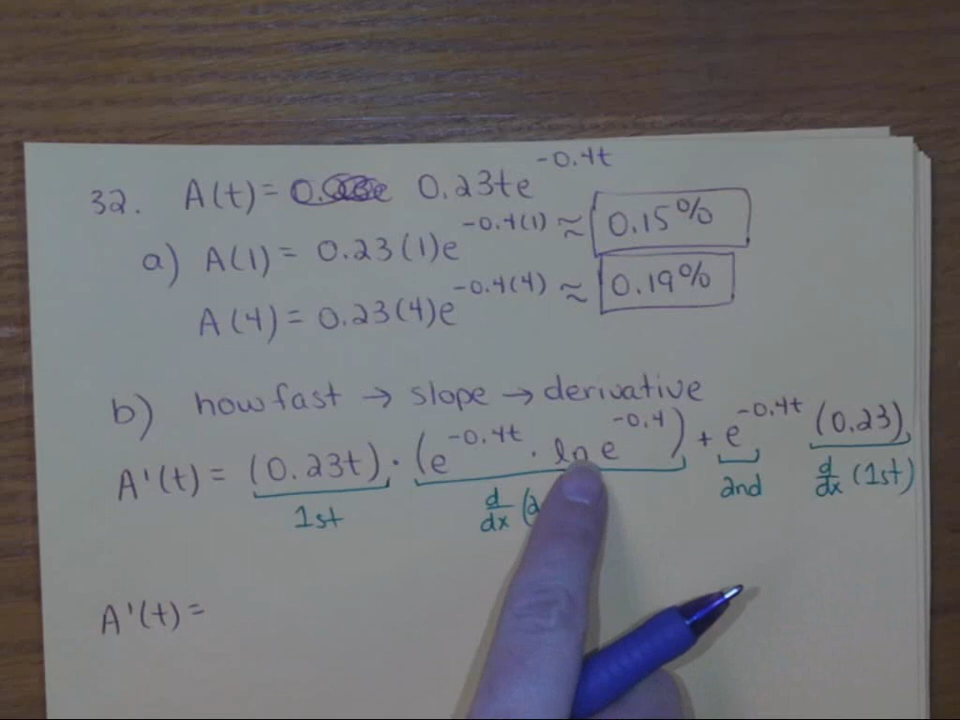 32. A(t) = 0.23te^-0.4t
a) A(1) = 0.23(1)e^-0.4(1) ≈ 0.15%
A(4) = 0.23(4)e^-0.4(4) ≈ 0.19%
b) how fast → slope → derivative
A'(t) = (0.23t) · (e^-0.4t · ln e^-0.4) + e^-0.4t (0.23)
1st d/dx ( 2nd d/dx (1st)
A'(t) =